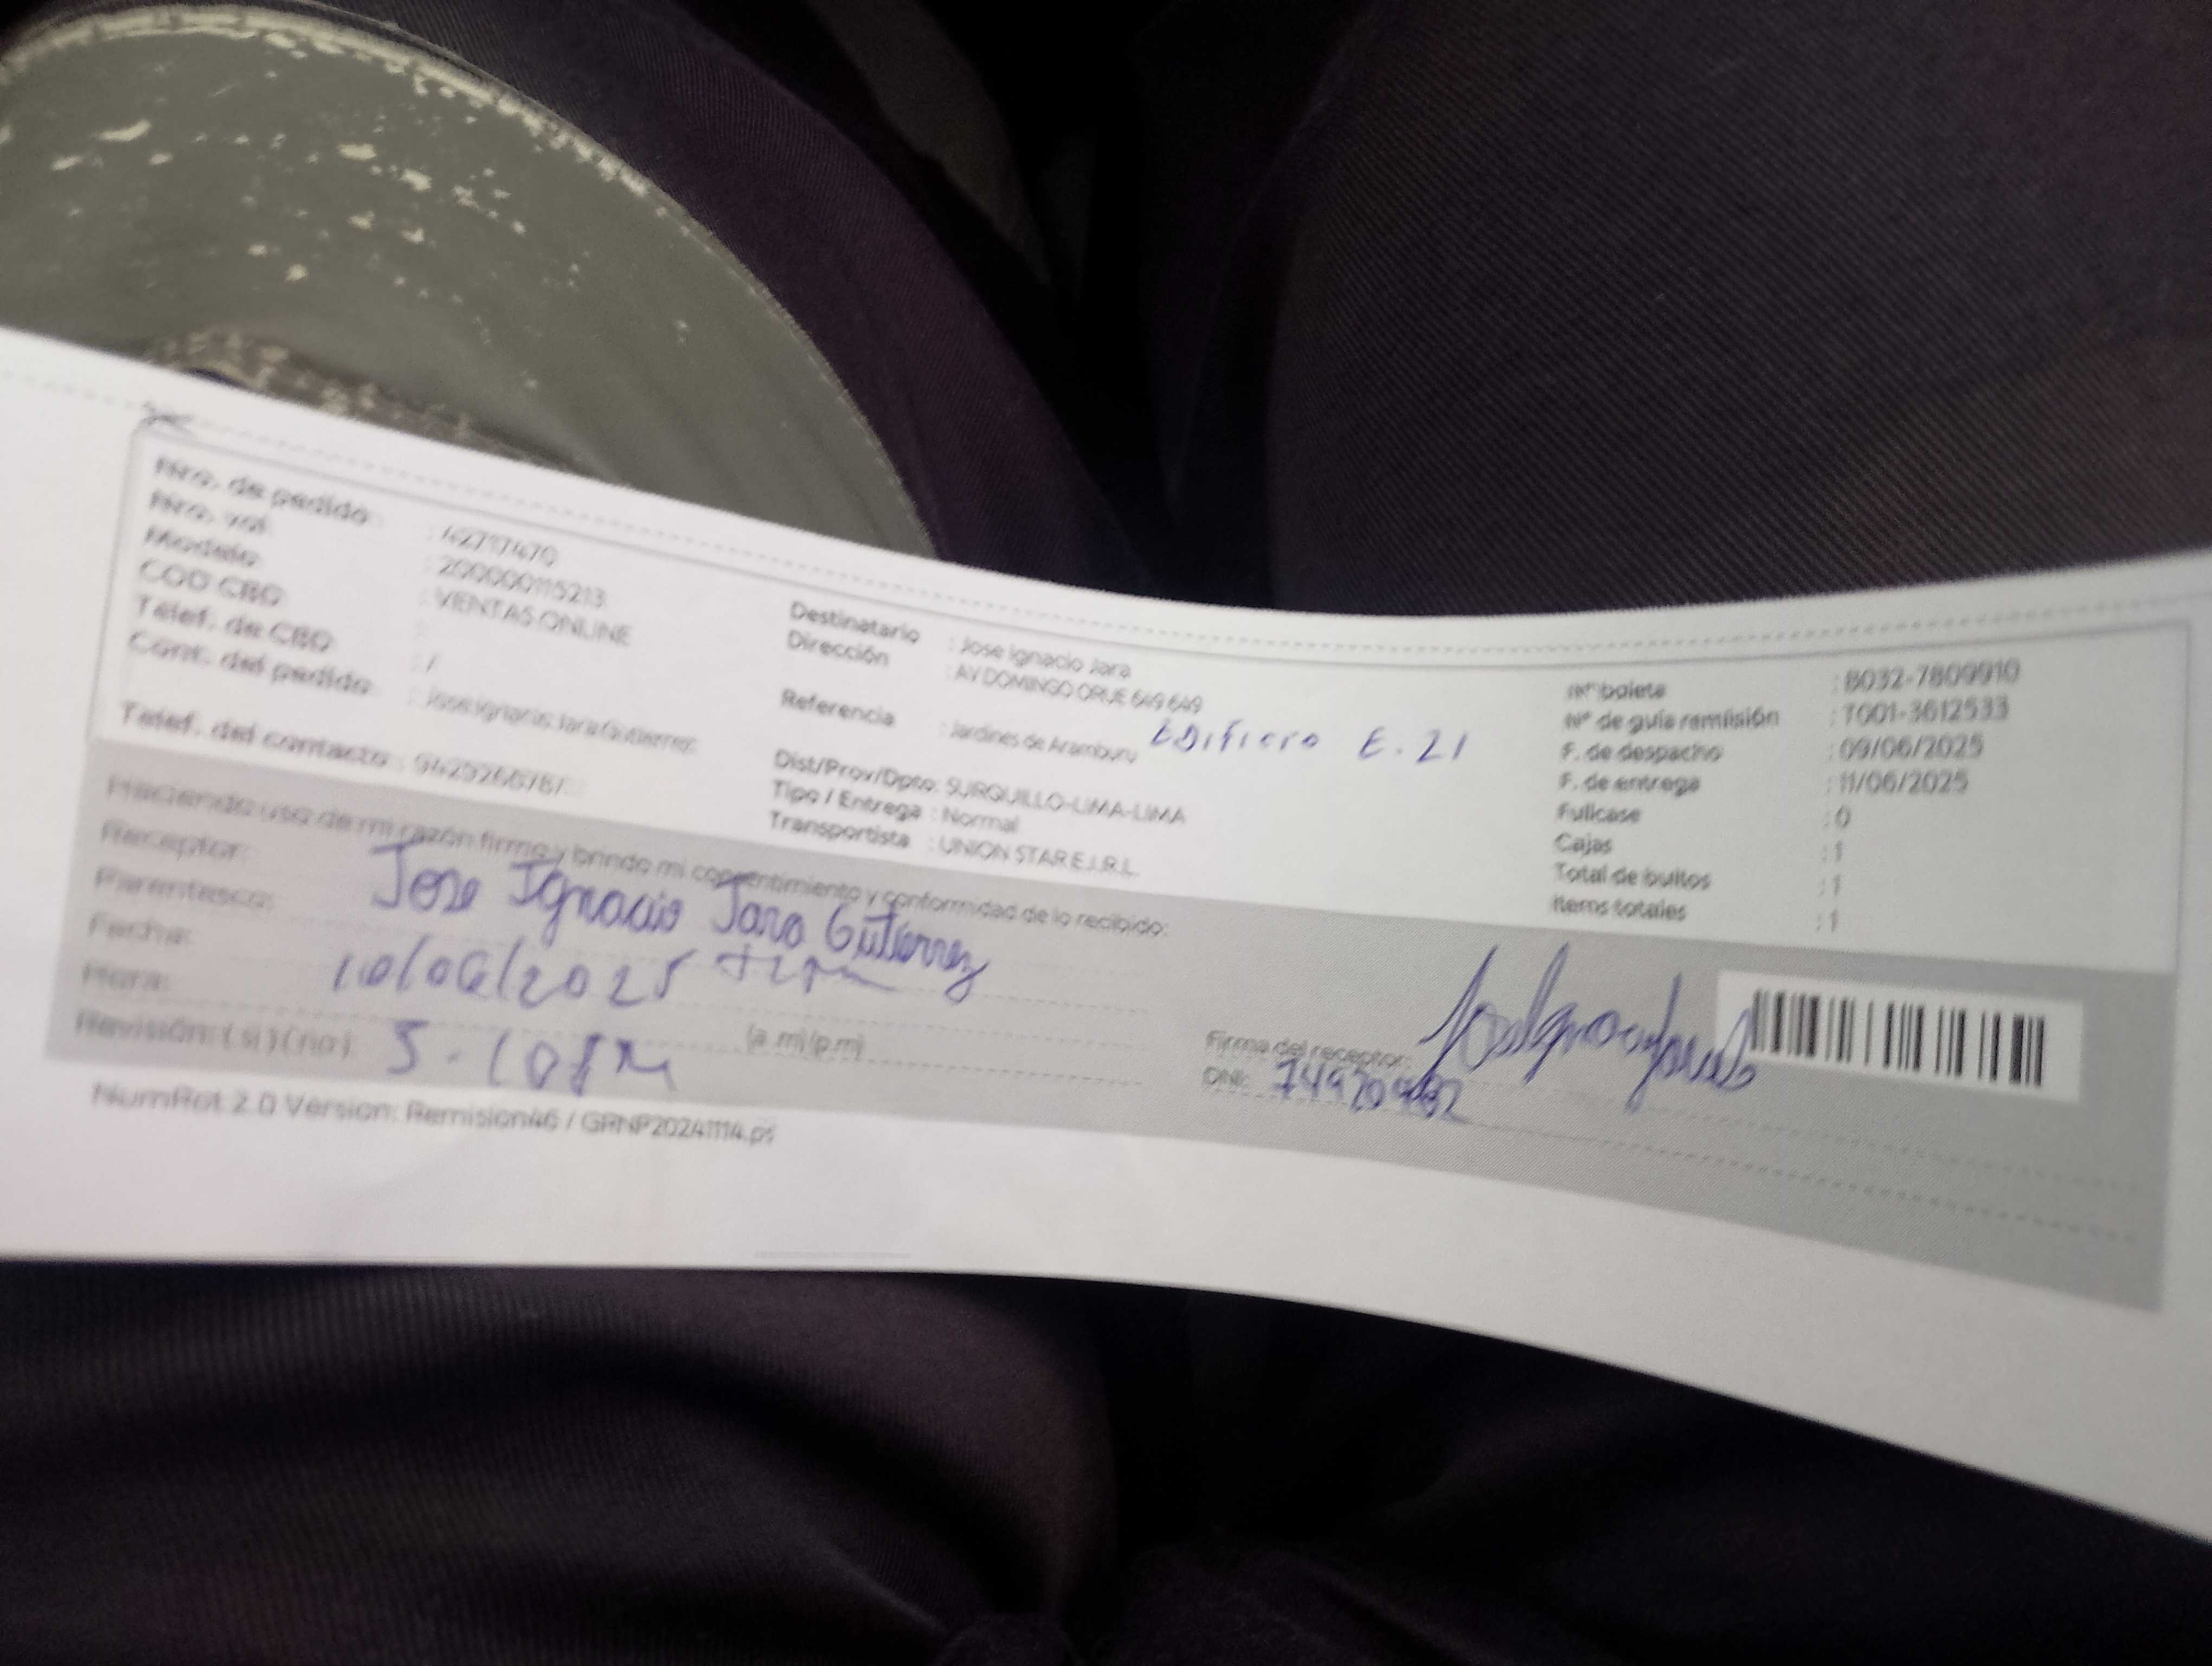 Nro. de pedido : 142717470
Nro. vol. : 200000115213
Modelo : VENTAS ONLINE
COD CBO :
Telef. de CBO : /
Cont. del pedido : Jose Ignacio Jara Gutierrez
Telef. del contacto :
Destinatario : Jose Ignacio Jara
Dirección : AV DOMINGO ORUE 649 649
Referencia : Jardines de Aramburu EDificio E. 21
Dist/Prov/Dpto: SURQUILLO-LIMA-LIMA
Tipo / Entrega : Normal
Transportista : UNION STAR E.I.R.L.
N° boleta : B032-7809910
N° de guía remisión : T001-3612533
F. de despacho : 09/06/2025
F. de entrega : 11/06/2025
Fullcase : 0
Cajas : 1
Total de bultos : 1
Items totales : 1
Haciendo uso de mi razón firmo y brindo mi consentimiento y conformidad de lo recibido:
Receptor: Jose Ignacio Jara Gutierrez
Parentesco:
Fecha: 10/06/2025
Hora: (a.m)/(p.m)
Revisión: (si) (no) 5-10PM
Firma del receptor:
DNI:
NumRot 2.0 Version: Remision46 / GRNP20241114.ps